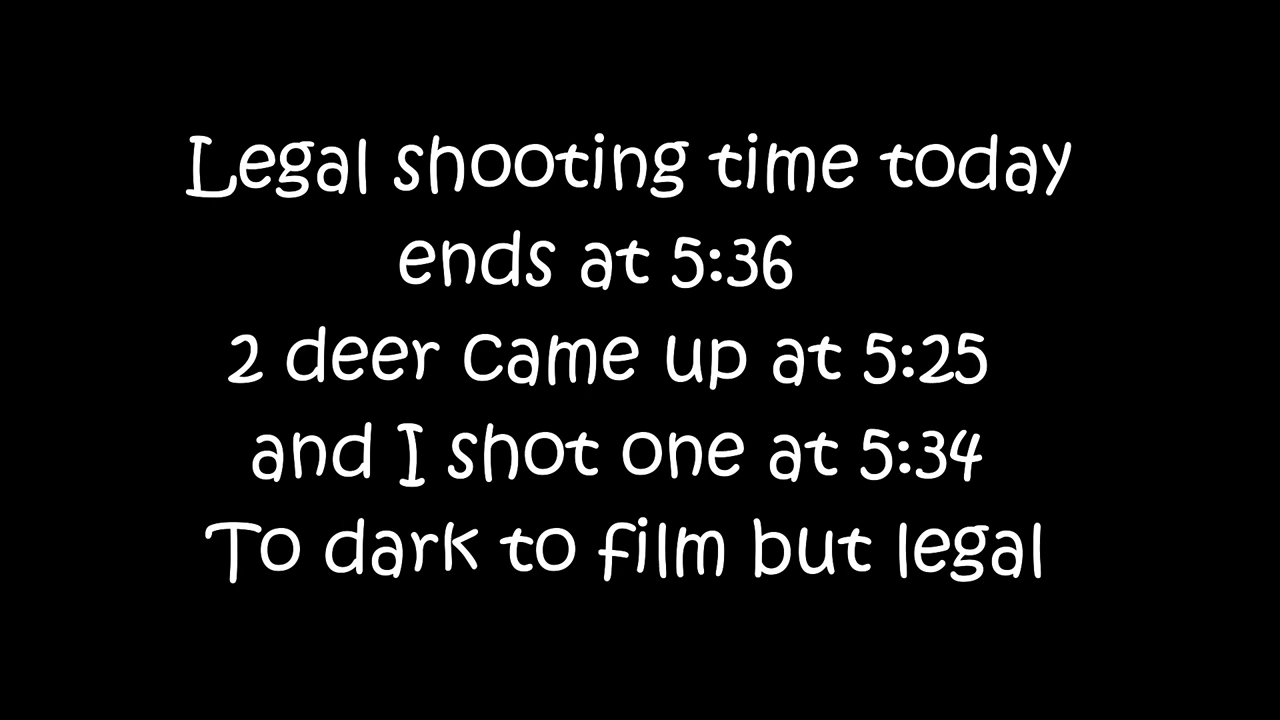 Legal shooting time today
ends at 5:36
2 deer came up at 5:25
and I shot one at 5:34
To dark to film but legal